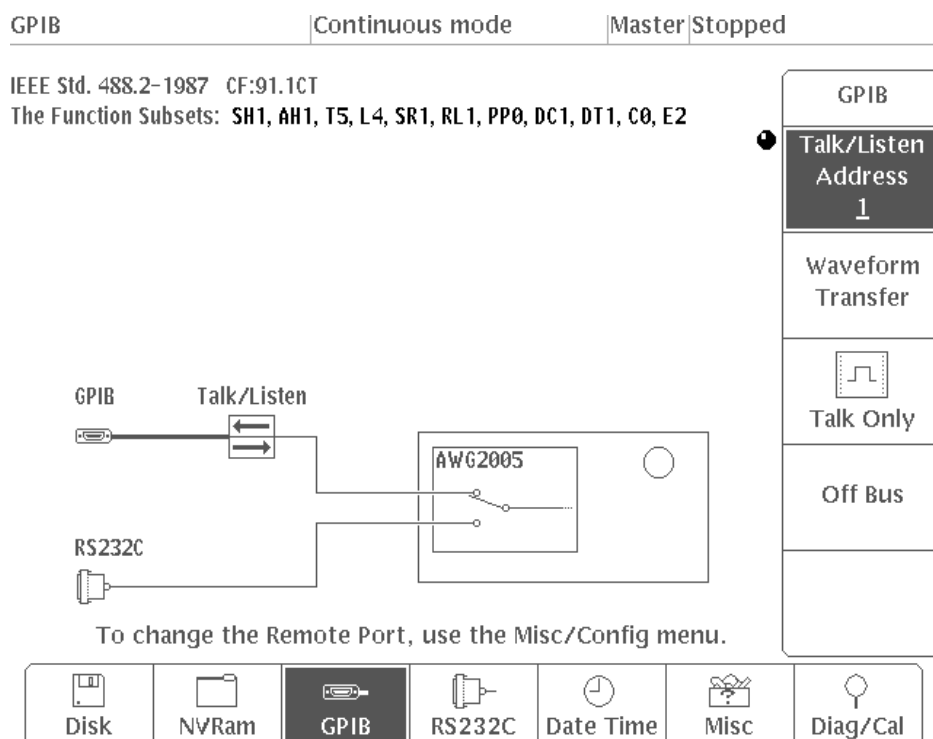 GPIB Continuous mode Master Stopped
IEEE Std. 488.2-1987 CF:91.1CT
The Function Subsets: SH1, AH1, T5, L4, SR1, RL1, PP0, DC1, DT1, C0, E2
GPIB
Talk/Listen
Address
1
Waveform
Transfer
Talk Only
Off Bus
GPIB Talk/Listen
AWG2005
RS232C
To change the Remote Port, use the Misc/Config menu.
Disk NVRam GPIB RS232C Date Time Misc Diag/Cal